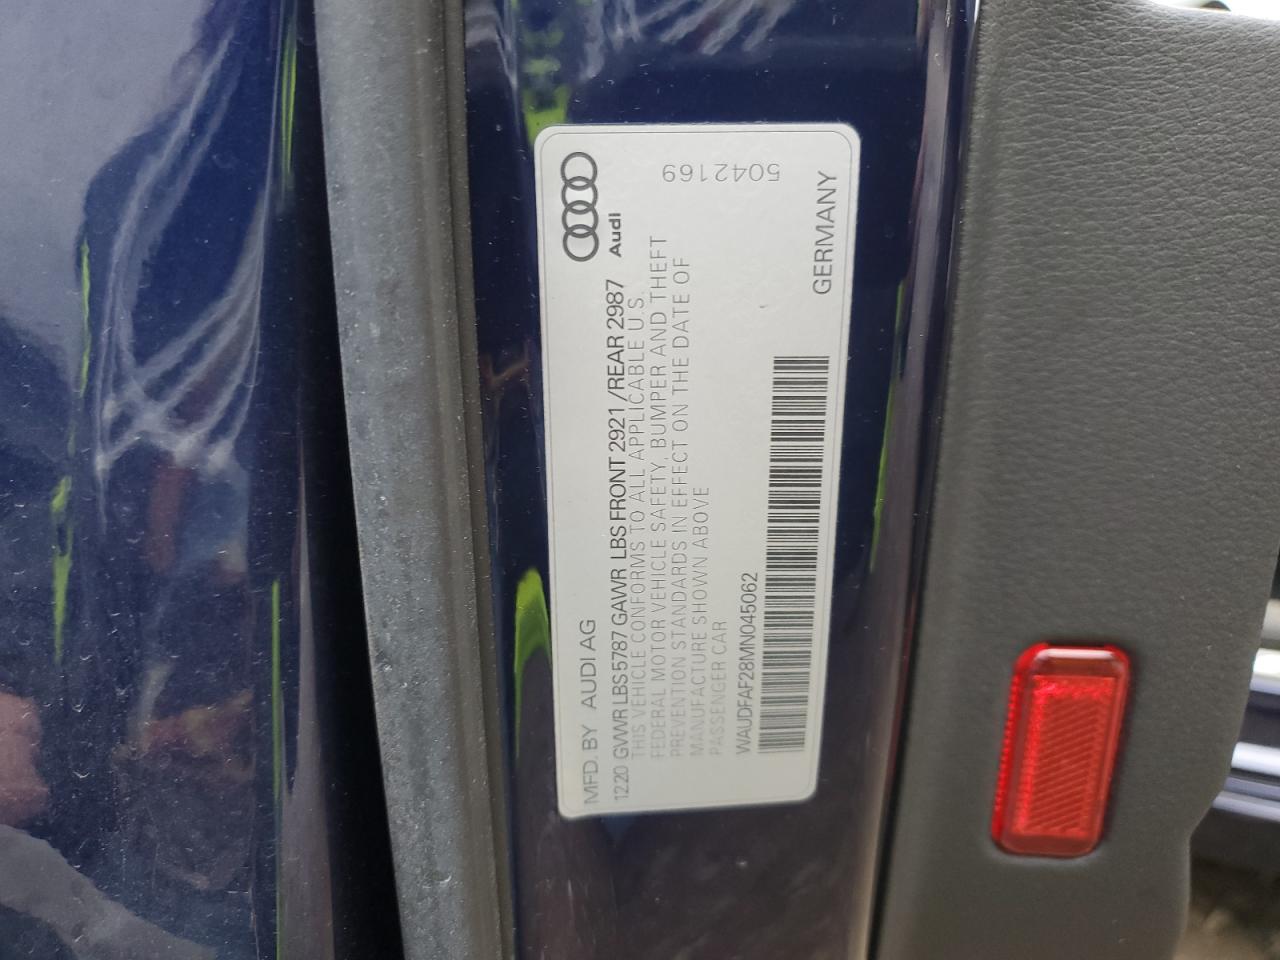 MFD. BY AUDI AG
Audi
1220 GVWR LBS 5787 GAWR LBS FRONT 2921 /REAR 2987
THIS VEHICLE CONFORMS TO ALL APPLICABLE U.S.
FEDERAL MOTOR VEHICLE SAFETY, BUMPER AND THEFT
PREVENTION STANDARDS IN EFFECT ON THE DATE OF
MANUFACTURE SHOWN ABOVE
PASSENGER CAR
5042169
WAUDFAF28MN045062
GERMANY